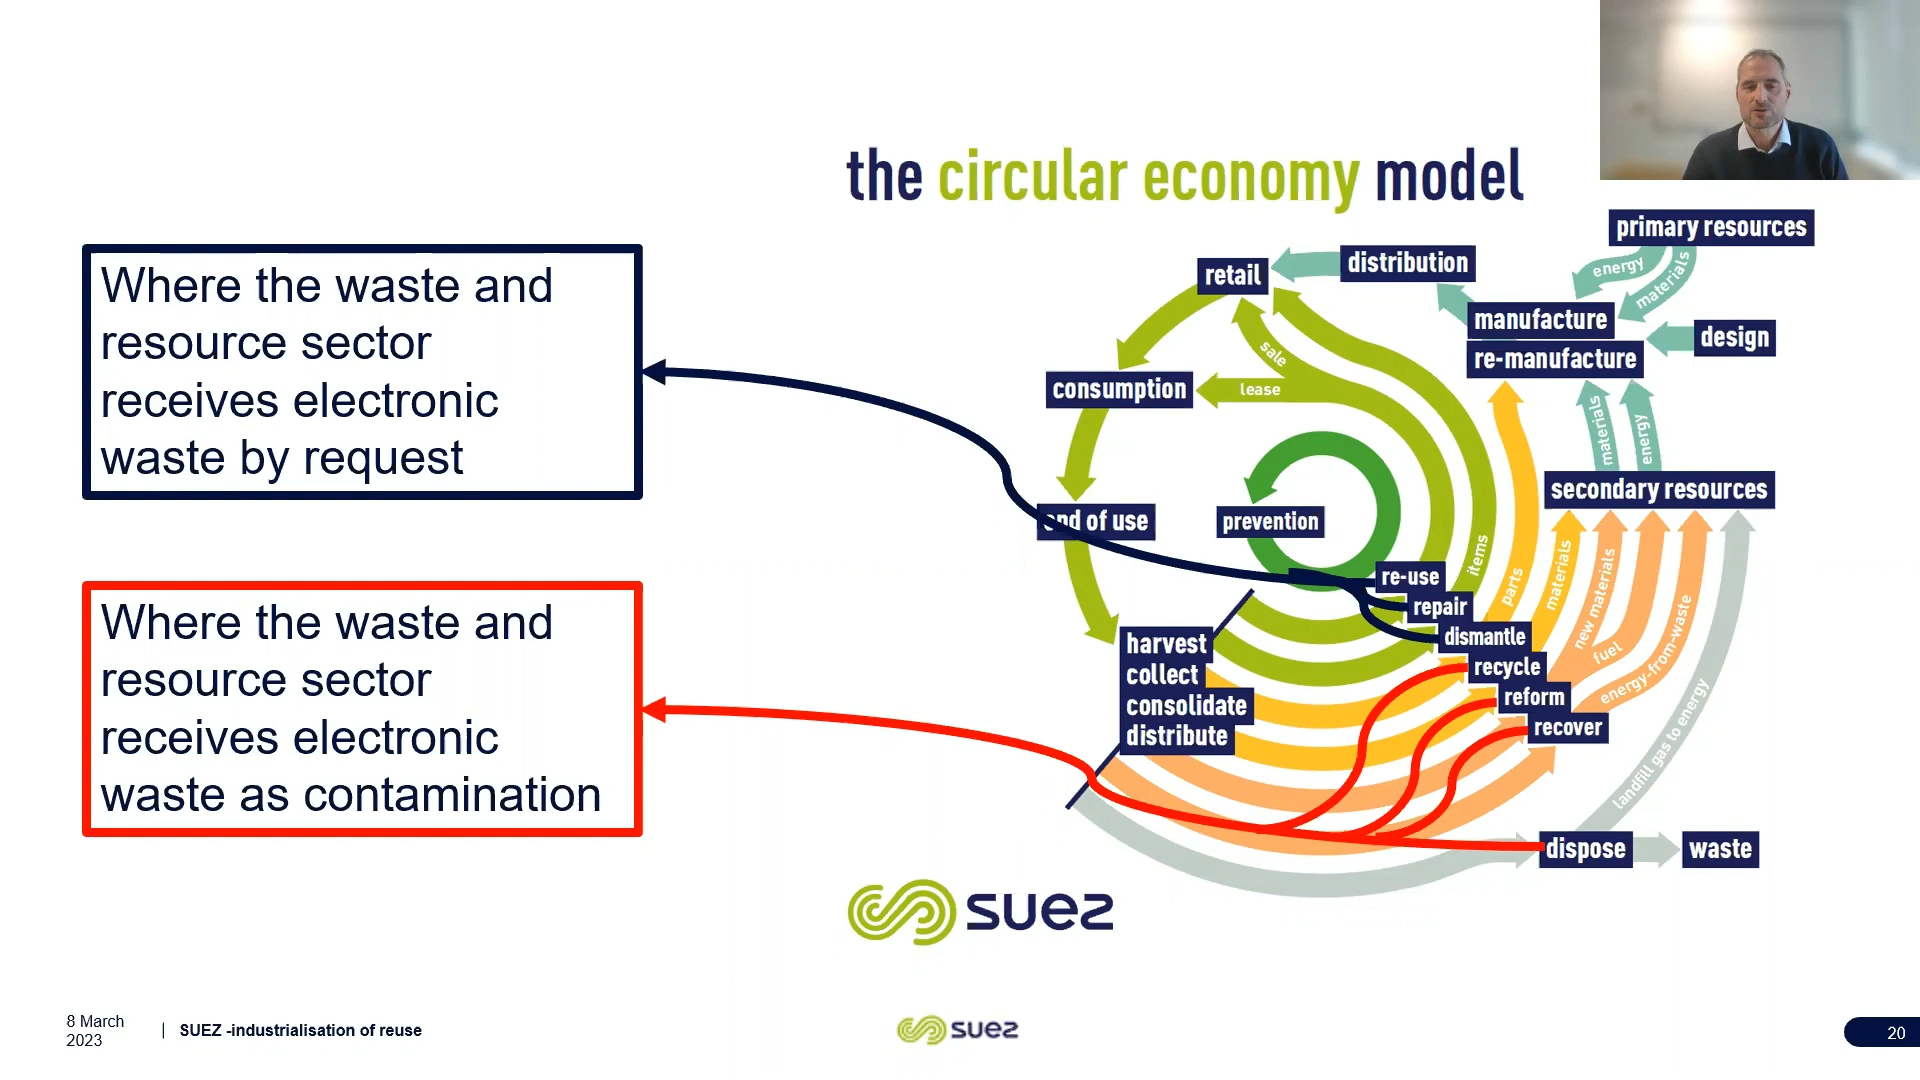 the circular economy model
Where the waste and
resource sector
receives electronic
waste by request
Where the waste and
resource sector
receives electronic
waste as contamination
primary resources
energy
materials
distribution
retail
manufacture
re-manufacture
design
sale
lease
consumption
materials
energy
secondary resources
end of use
prevention
items
parts
materials
new materials
fuel
energy-from-waste
landfill gas to energy
re-use
repair
dismantle
recycle
reform
recover
harvest
collect
consolidate
distribute
dispose
waste
suez
8 March
2023
SUEZ -industrialisation of reuse
suez
20